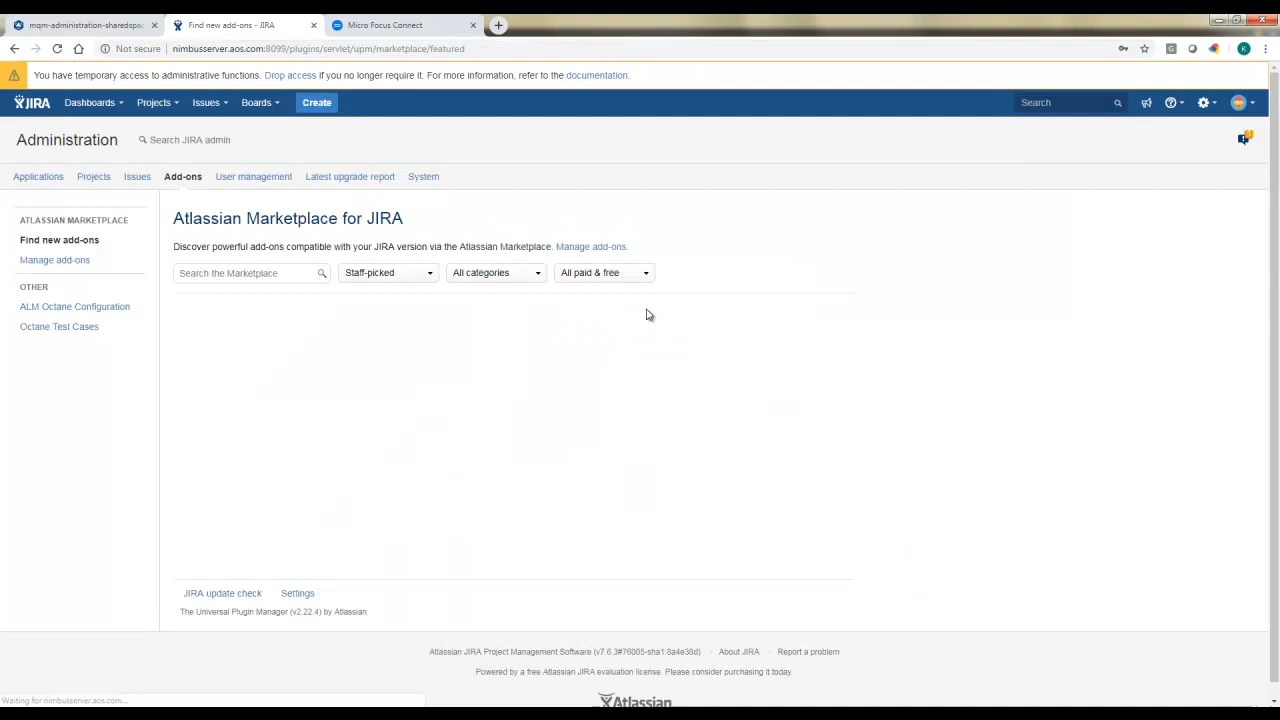 mqm-administration-sharedspac
Find new add-ons - JIRA
Micro Focus Connect
Not secure
nimbusserver.aos.com:8099/plugins/servlet/upm/marketplace/featured
G
K
You have temporary access to administrative functions. Drop access if you no longer require it. For more information, refer to the documentation.
JIRA
Dashboards
Projects
Issues
Boards
Create
Search
Administration
Search JIRA admin
Applications
Projects
Issues
Add-ons
User management
Latest upgrade report
System
ATLASSIAN MARKETPLACE
Find new add-ons
Manage add-ons
OTHER
ALM Octane Configuration
Octane Test Cases
Atlassian Marketplace for JIRA
Discover powerful add-ons compatible with your JIRA version via the Atlassian Marketplace. Manage add-ons.
Search the Marketplace
Staff-picked
All categories
All paid & free
JIRA update check
Settings
The Universal Plugin Manager (v2.22.4) by Atlassian
Atlassian JIRA Project Management Software (v7.6.3#76005-sha1:8a4e38d) · About JIRA · Report a problem
Powered by a free Atlassian JIRA evaluation license. Please consider purchasing it today.
Atlassian
Waiting for nimbusserver.aos.com...